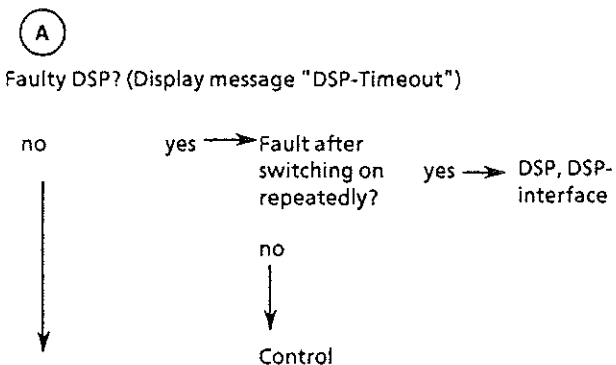 A
Faulty DSP? (Display message "DSP-Timeout")
no
yes
Fault after
switching on
repeatedly?
yes
DSP, DSP-
interface
no
Control